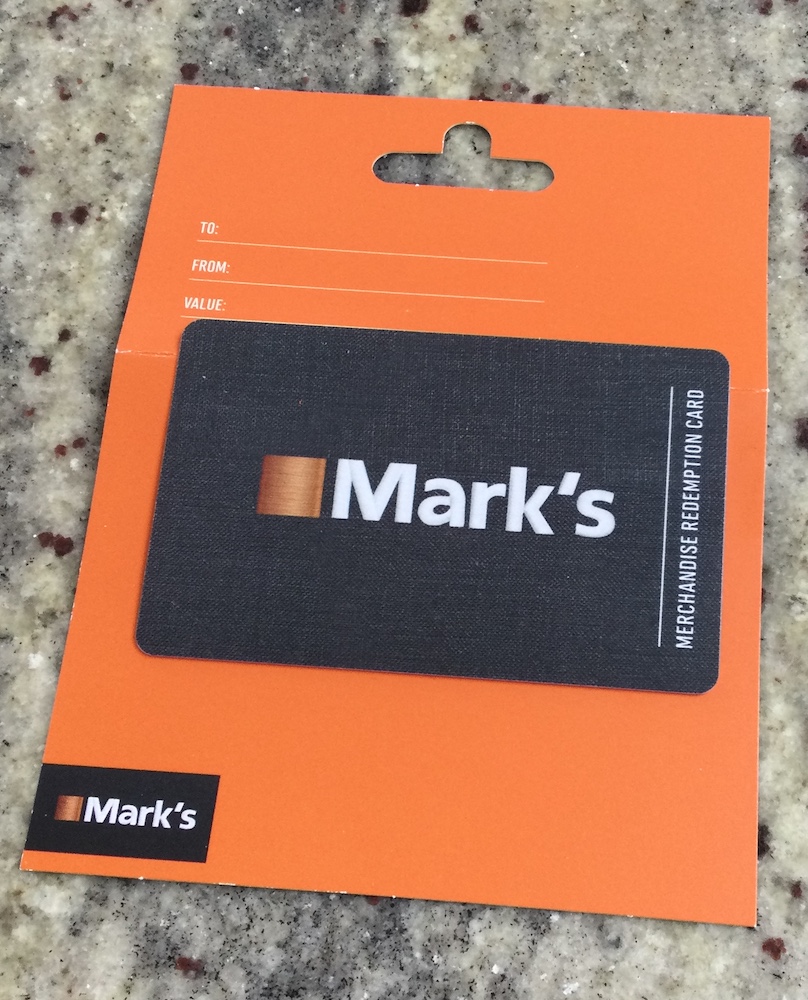 TO:
FROM:
VALUE:
Mark's
MERCHANDISE REDEMPTION CARD
Mark's